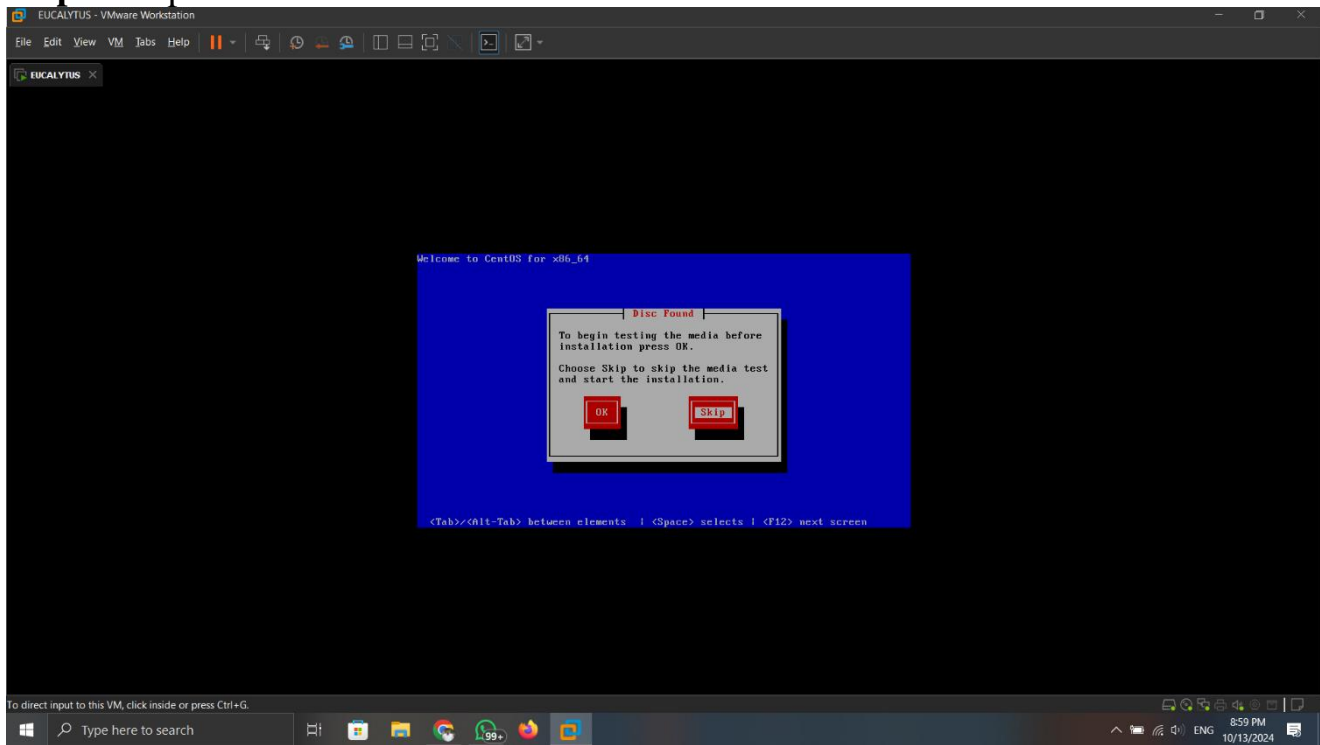 EUCALYTUS - VMware Workstation
File Edit View VM Tabs Help
EUCALYTUS
Welcome to CentOS for x86_64
Disc Found
To begin testing the media before
installation press OK.
Choose Skip to skip the media test
and start the installation.
OK Skip
<Tab>/<Alt-Tab> between elements | <Space> selects | <F12> next screen
To direct input to this VM, click inside or press Ctrl+G.
Type here to search
99+
ENG
8:59 PM
10/13/2024